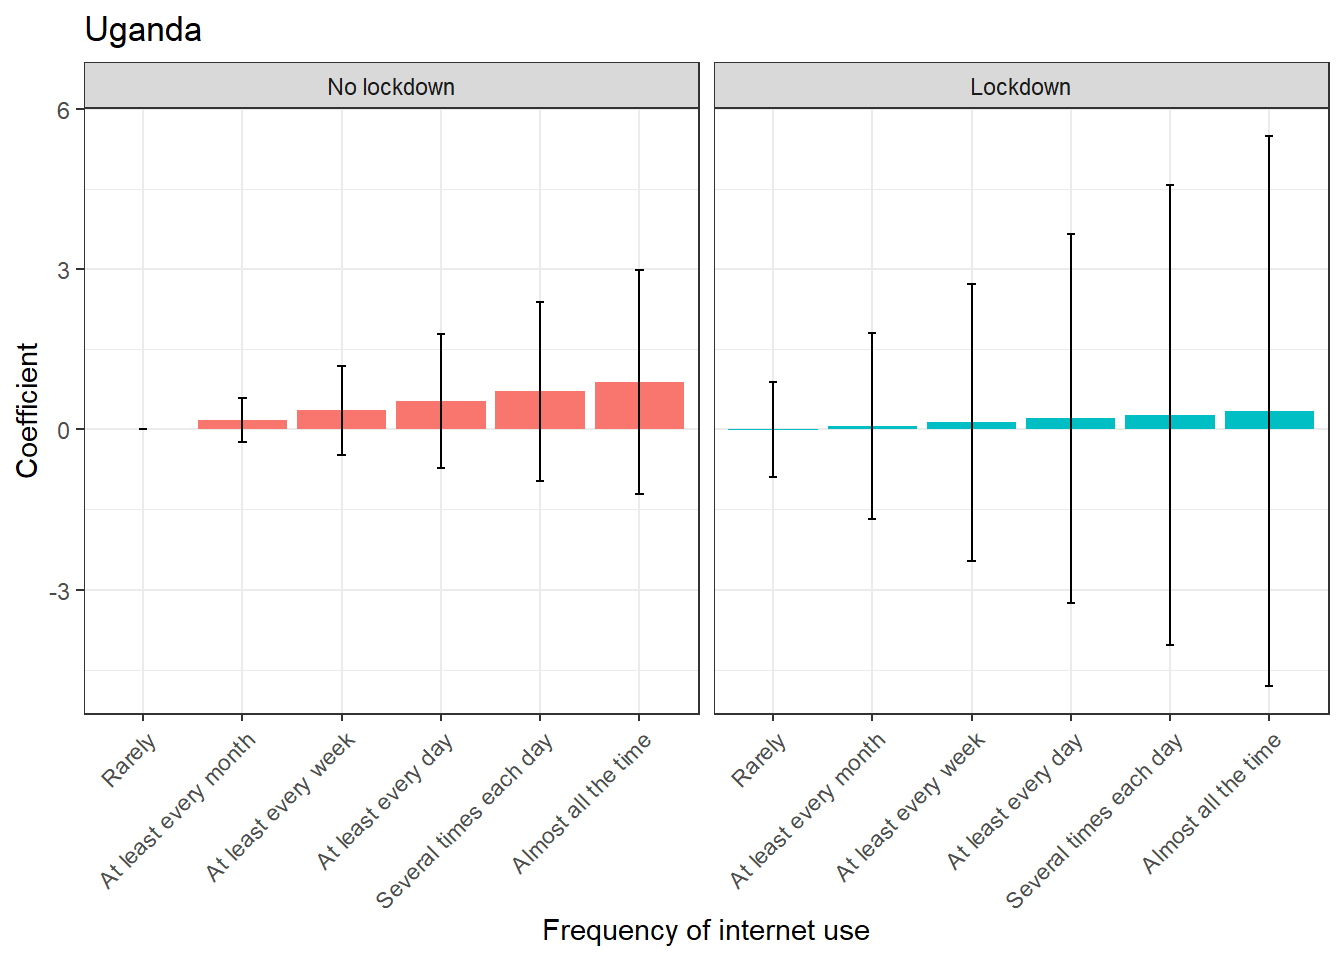 Uganda
No lockdown
Lockdown
6
3
0
-3
Coefficient
Rarely
At least every month
At least every week
At least every day
Several times each day
Almost all the time
Rarely
At least every month
At least every week
At least every day
Several times each day
Almost all the time
Frequency of internet use